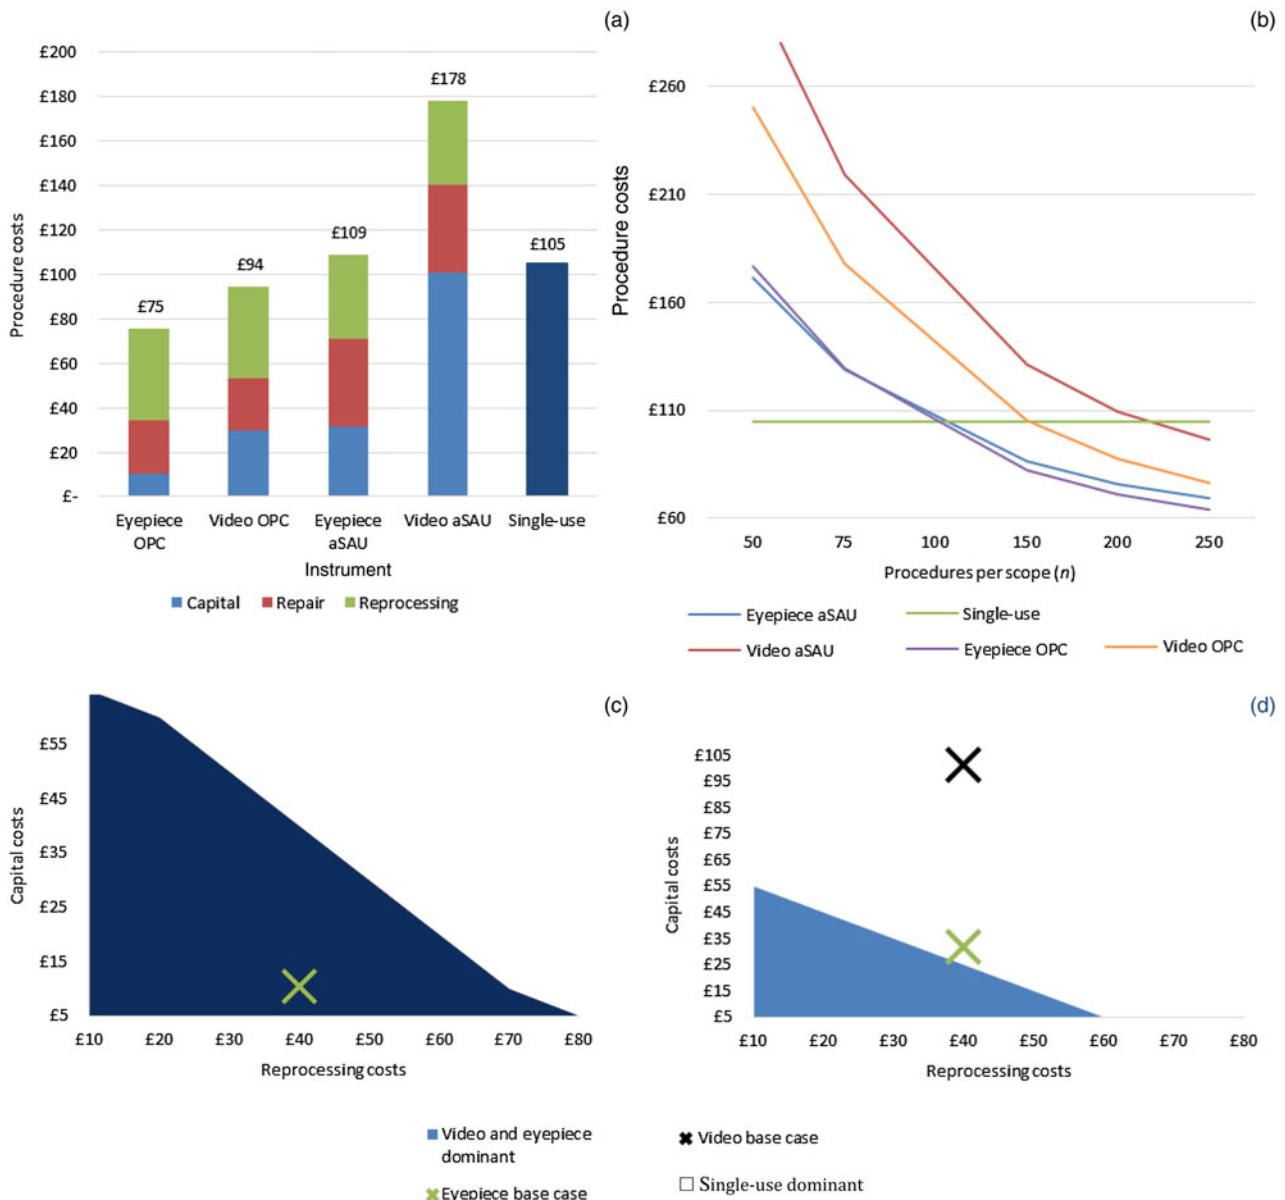 (a)
£200
£180
£160
£140
£120
£100
£80
£60
£40
£20
£-
Procedure costs
£75
£94
£109
£178
£105
Eyepiece OPC
Video OPC
Eyepiece aSAU
Video aSAU
Single-use
Instrument
Capital
Repair
Reprocessing
(b)
£260
£210
£160
£110
£60
Procedure costs
50 75 100 150 200 250
Procedures per scope (n)
Eyepiece aSAU
Single-use
Video aSAU
Eyepiece OPC
Video OPC
(c)
£55
£45
£35
£25
£15
£5
Capital costs
£10 £20 £30 £40 £50 £60 £70 £80
Reprocessing costs
(d)
£105
£95
£85
£75
£65
£55
£45
£35
£25
£15
£5
Capital costs
£10 £20 £30 £40 £50 £60 £70 £80
Reprocessing costs
Video and eyepiece
dominant
Eyepiece base case
Video base case
Single-use dominant